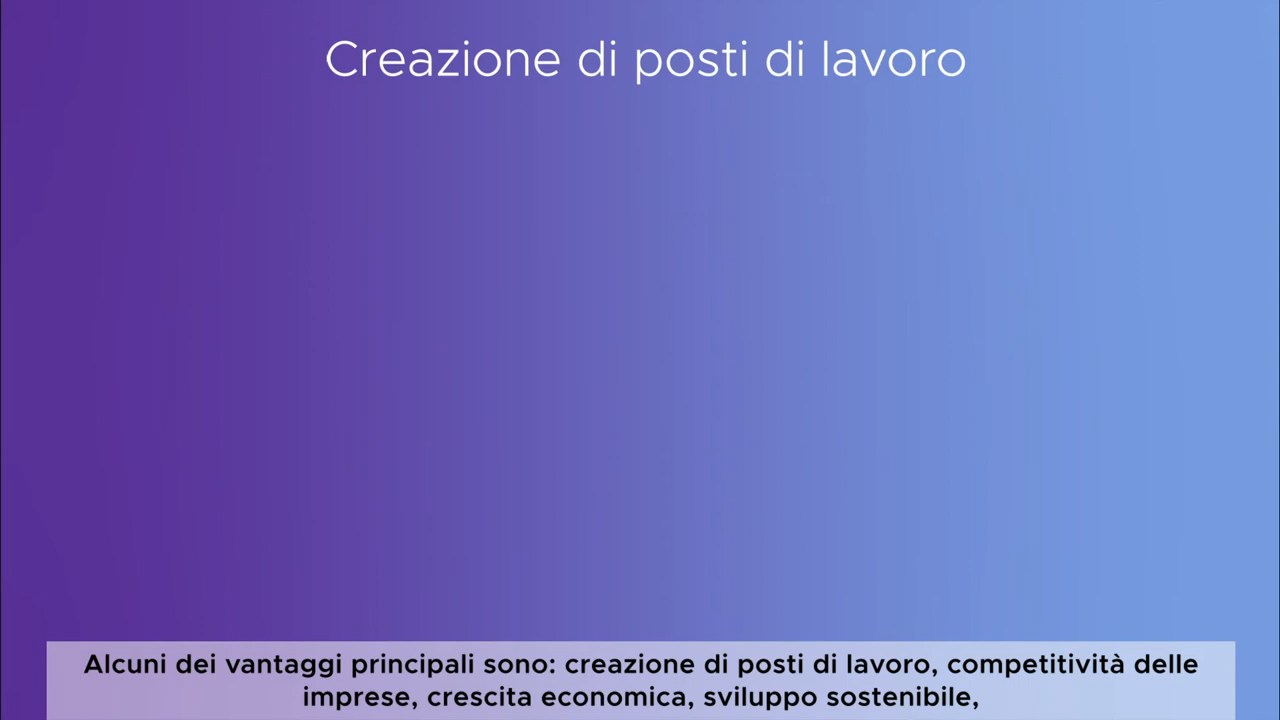 Creazione di posti di lavoro
Alcuni dei vantaggi principali sono: creazione di posti di lavoro, competitività delle
imprese, crescita economica, sviluppo sostenibile,